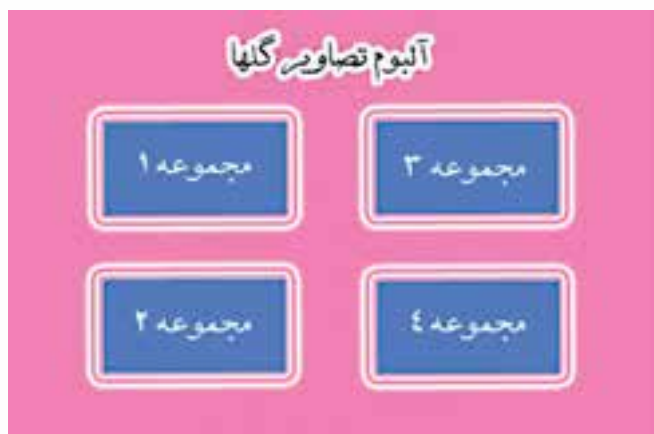 آلبوم تصاویر گلها
مجموعه ۳
مجموعه ۱
مجموعه ٤
مجموعه ۲